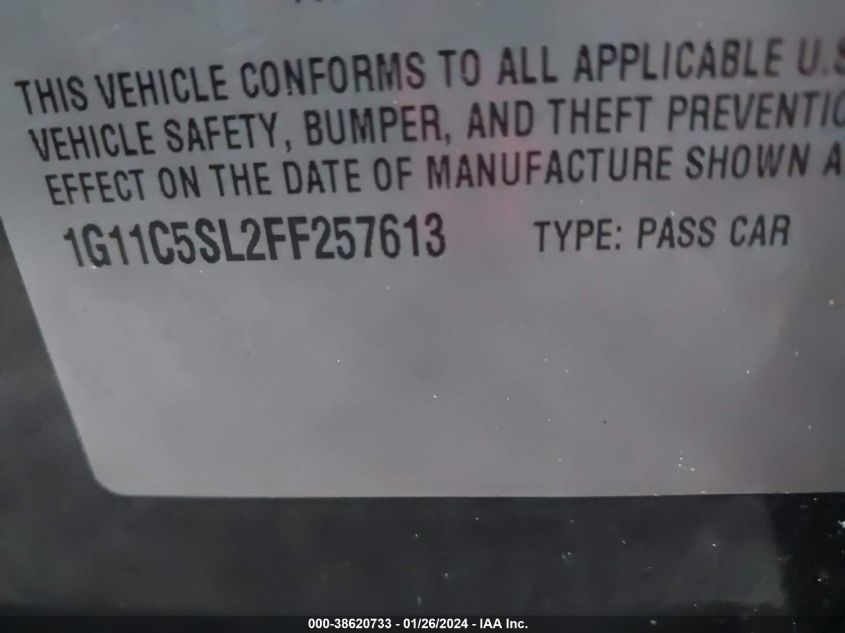 THIS VEHICLE CONFORMS TO ALL APPLICABLE U.S
VEHICLE SAFETY, BUMPER, AND THEFT PREVENTIO
EFFECT ON THE DATE OF MANUFACTURE SHOWN A
1G11C5SL2FF257613 TYPE: PASS CAR
000-38620733 - 01/26/2024 - IAA Inc.